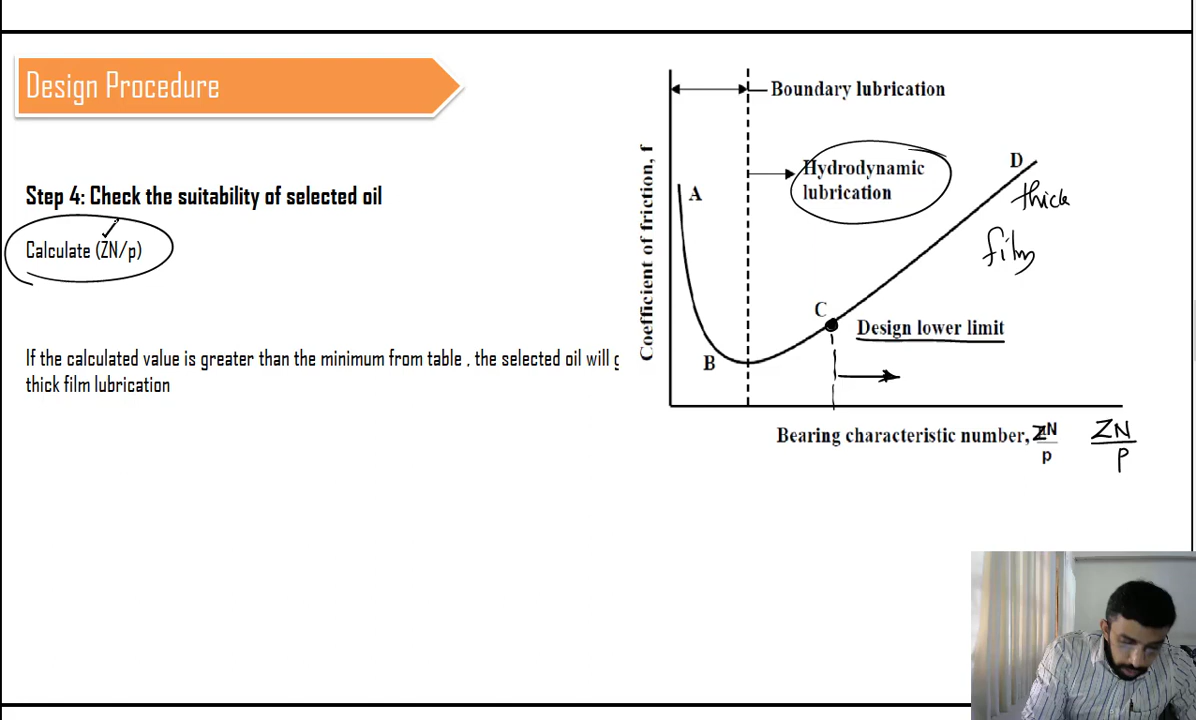 Design Procedure
Step 4: Check the suitability of selected oil
Calculate (ZN/p)
If the calculated value is greater than the minimum from table , the selected oil will
thick film lubrication
Boundary lubrication
Hydrodynamic
lubrication
A
B
C
D
thick
film
Design lower limit
Coefficient of friction, f
Bearing characteristic number, ZN
p
ZN
P